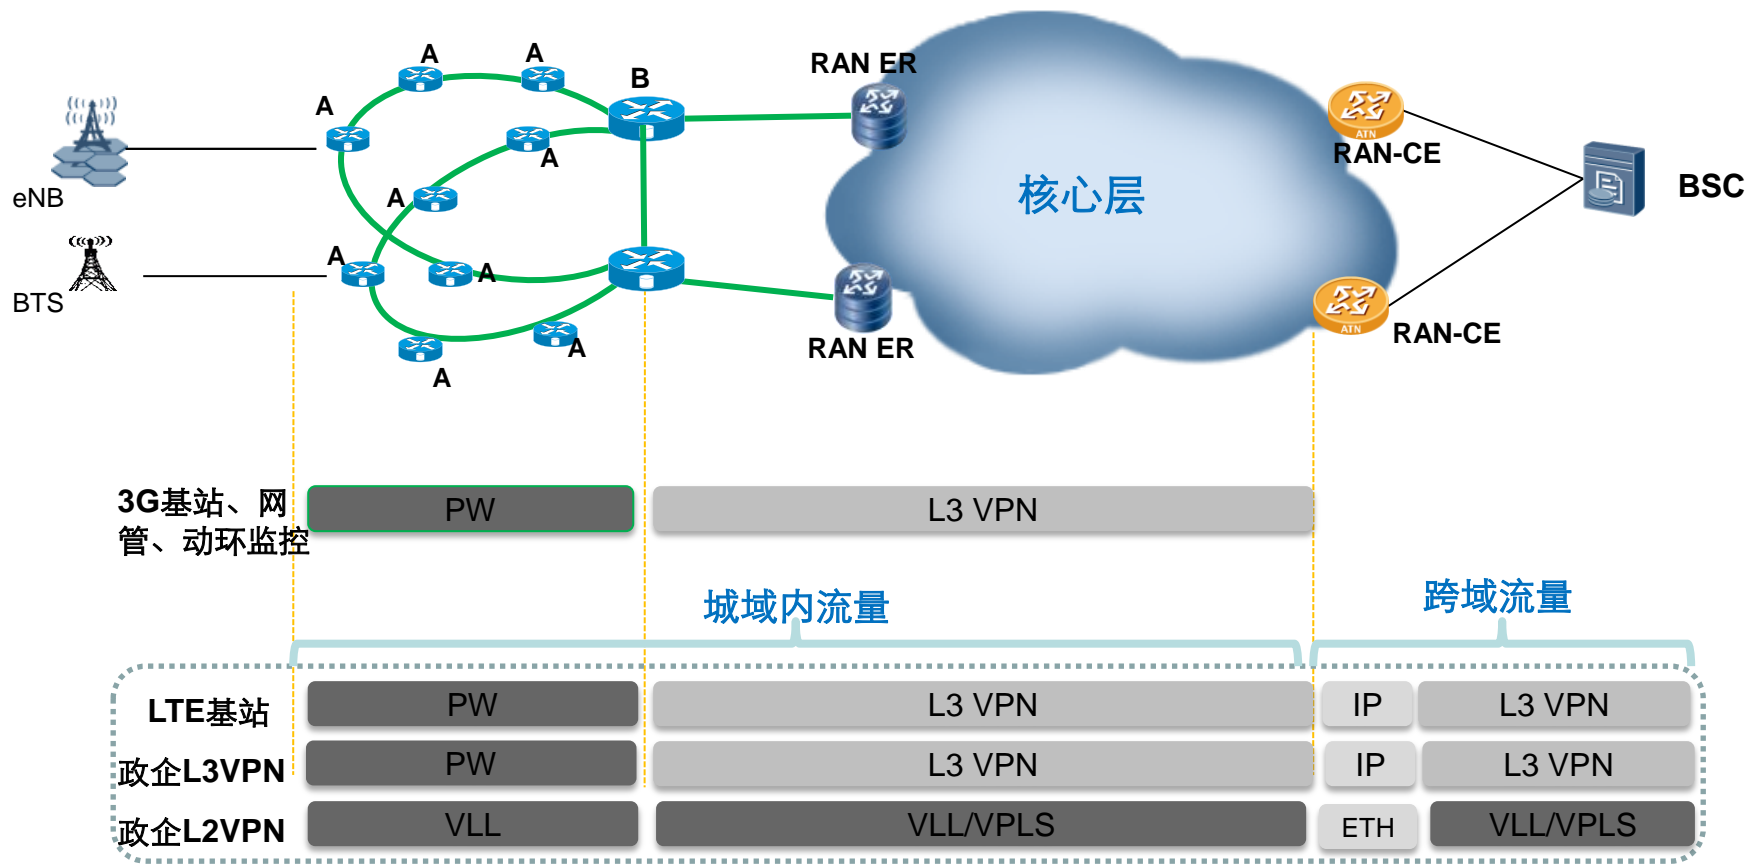 A
A
B
RAN ER
A
A
eNB
A
A
A
BTS
A
A
RAN ER
核心层
ATN
RAN-CE
BSC
ATN
RAN-CE
3G基站、网
管、动环监控
PW
L3 VPN
城域内流量
跨域流量
LTE基站
PW
L3 VPN
IP
L3 VPN
政企L3VPN
PW
L3 VPN
IP
L3 VPN
政企L2VPN
VLL
VLL/VPLS
ETH
VLL/VPLS